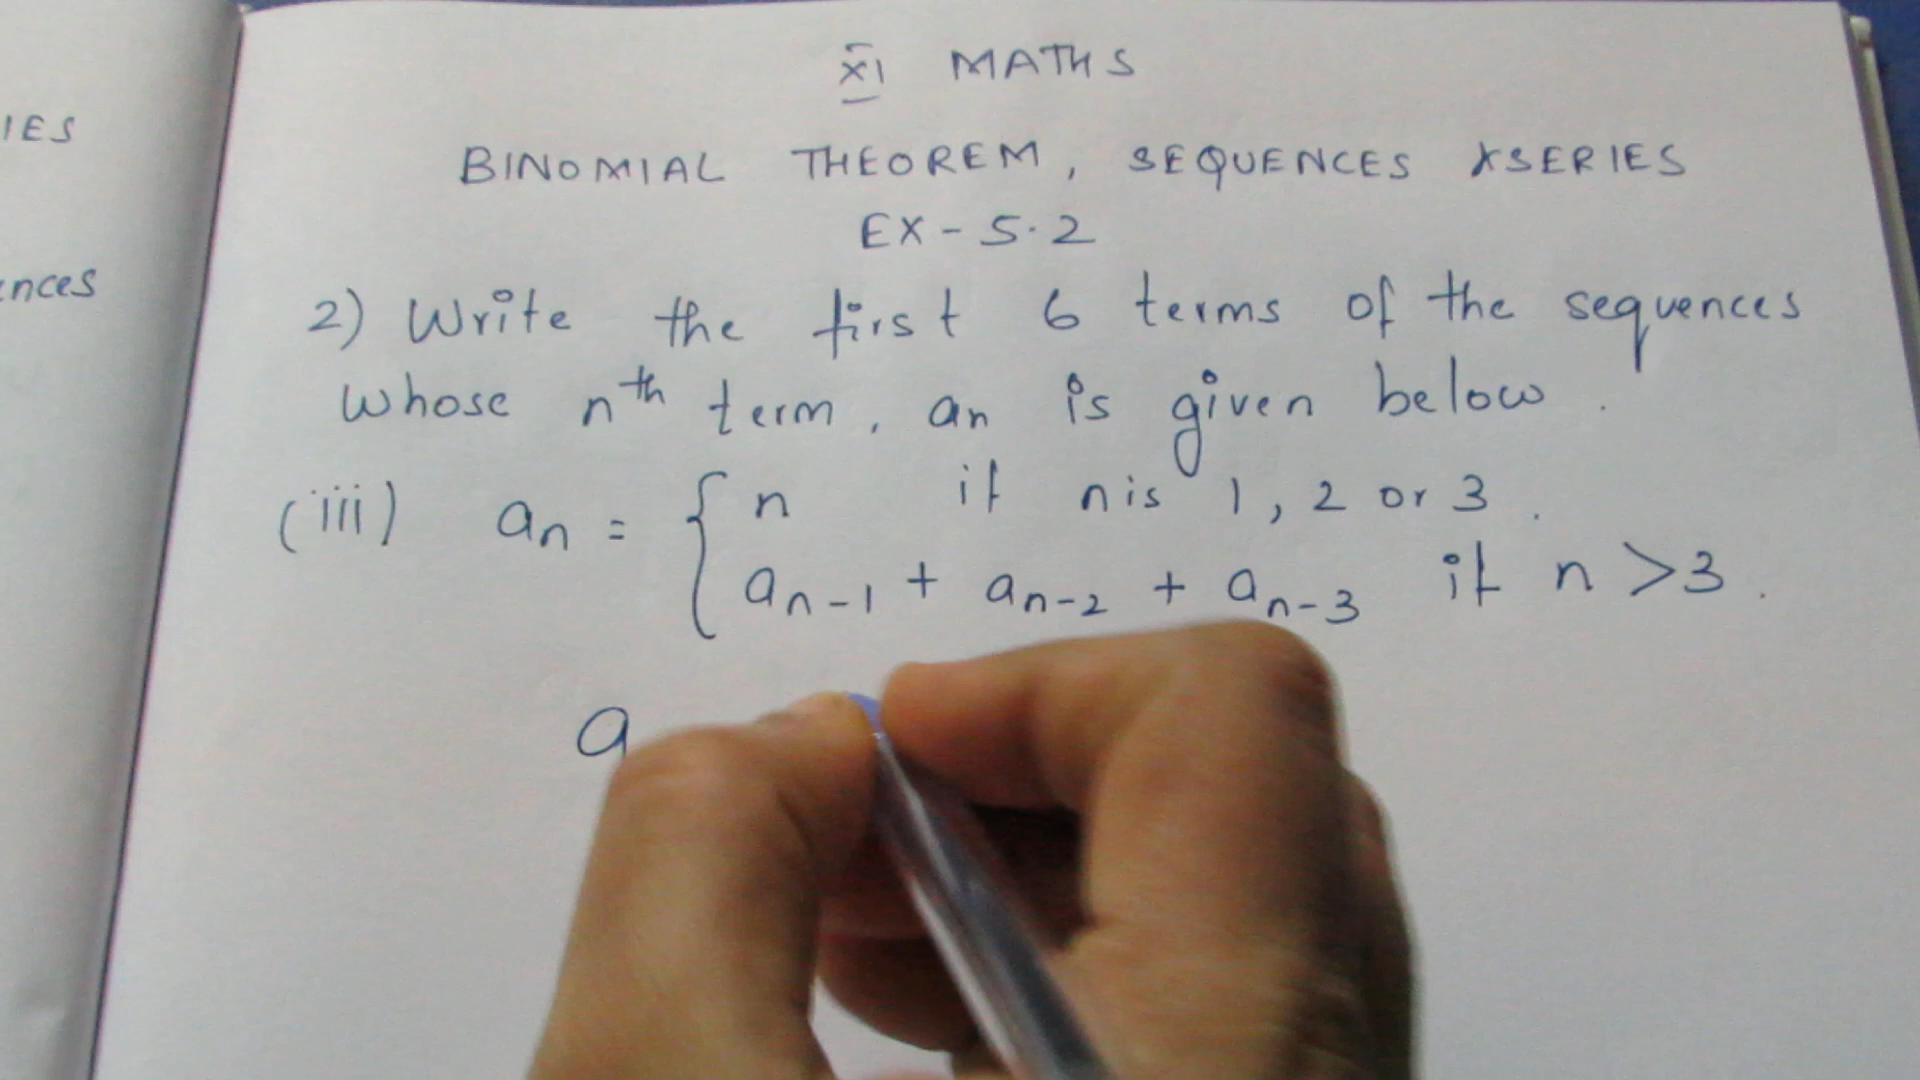 IES
ences
XI MATHS
BINOMIAL THEOREM, SEQUENCES & SERIES
EX - 5.2
2) Write the first 6 terms of the sequences
whose nth term, an is given below.
(iii) an = { n if n is 1, 2 or 3.
an-1 + an-2 + an-3 if n > 3.
a